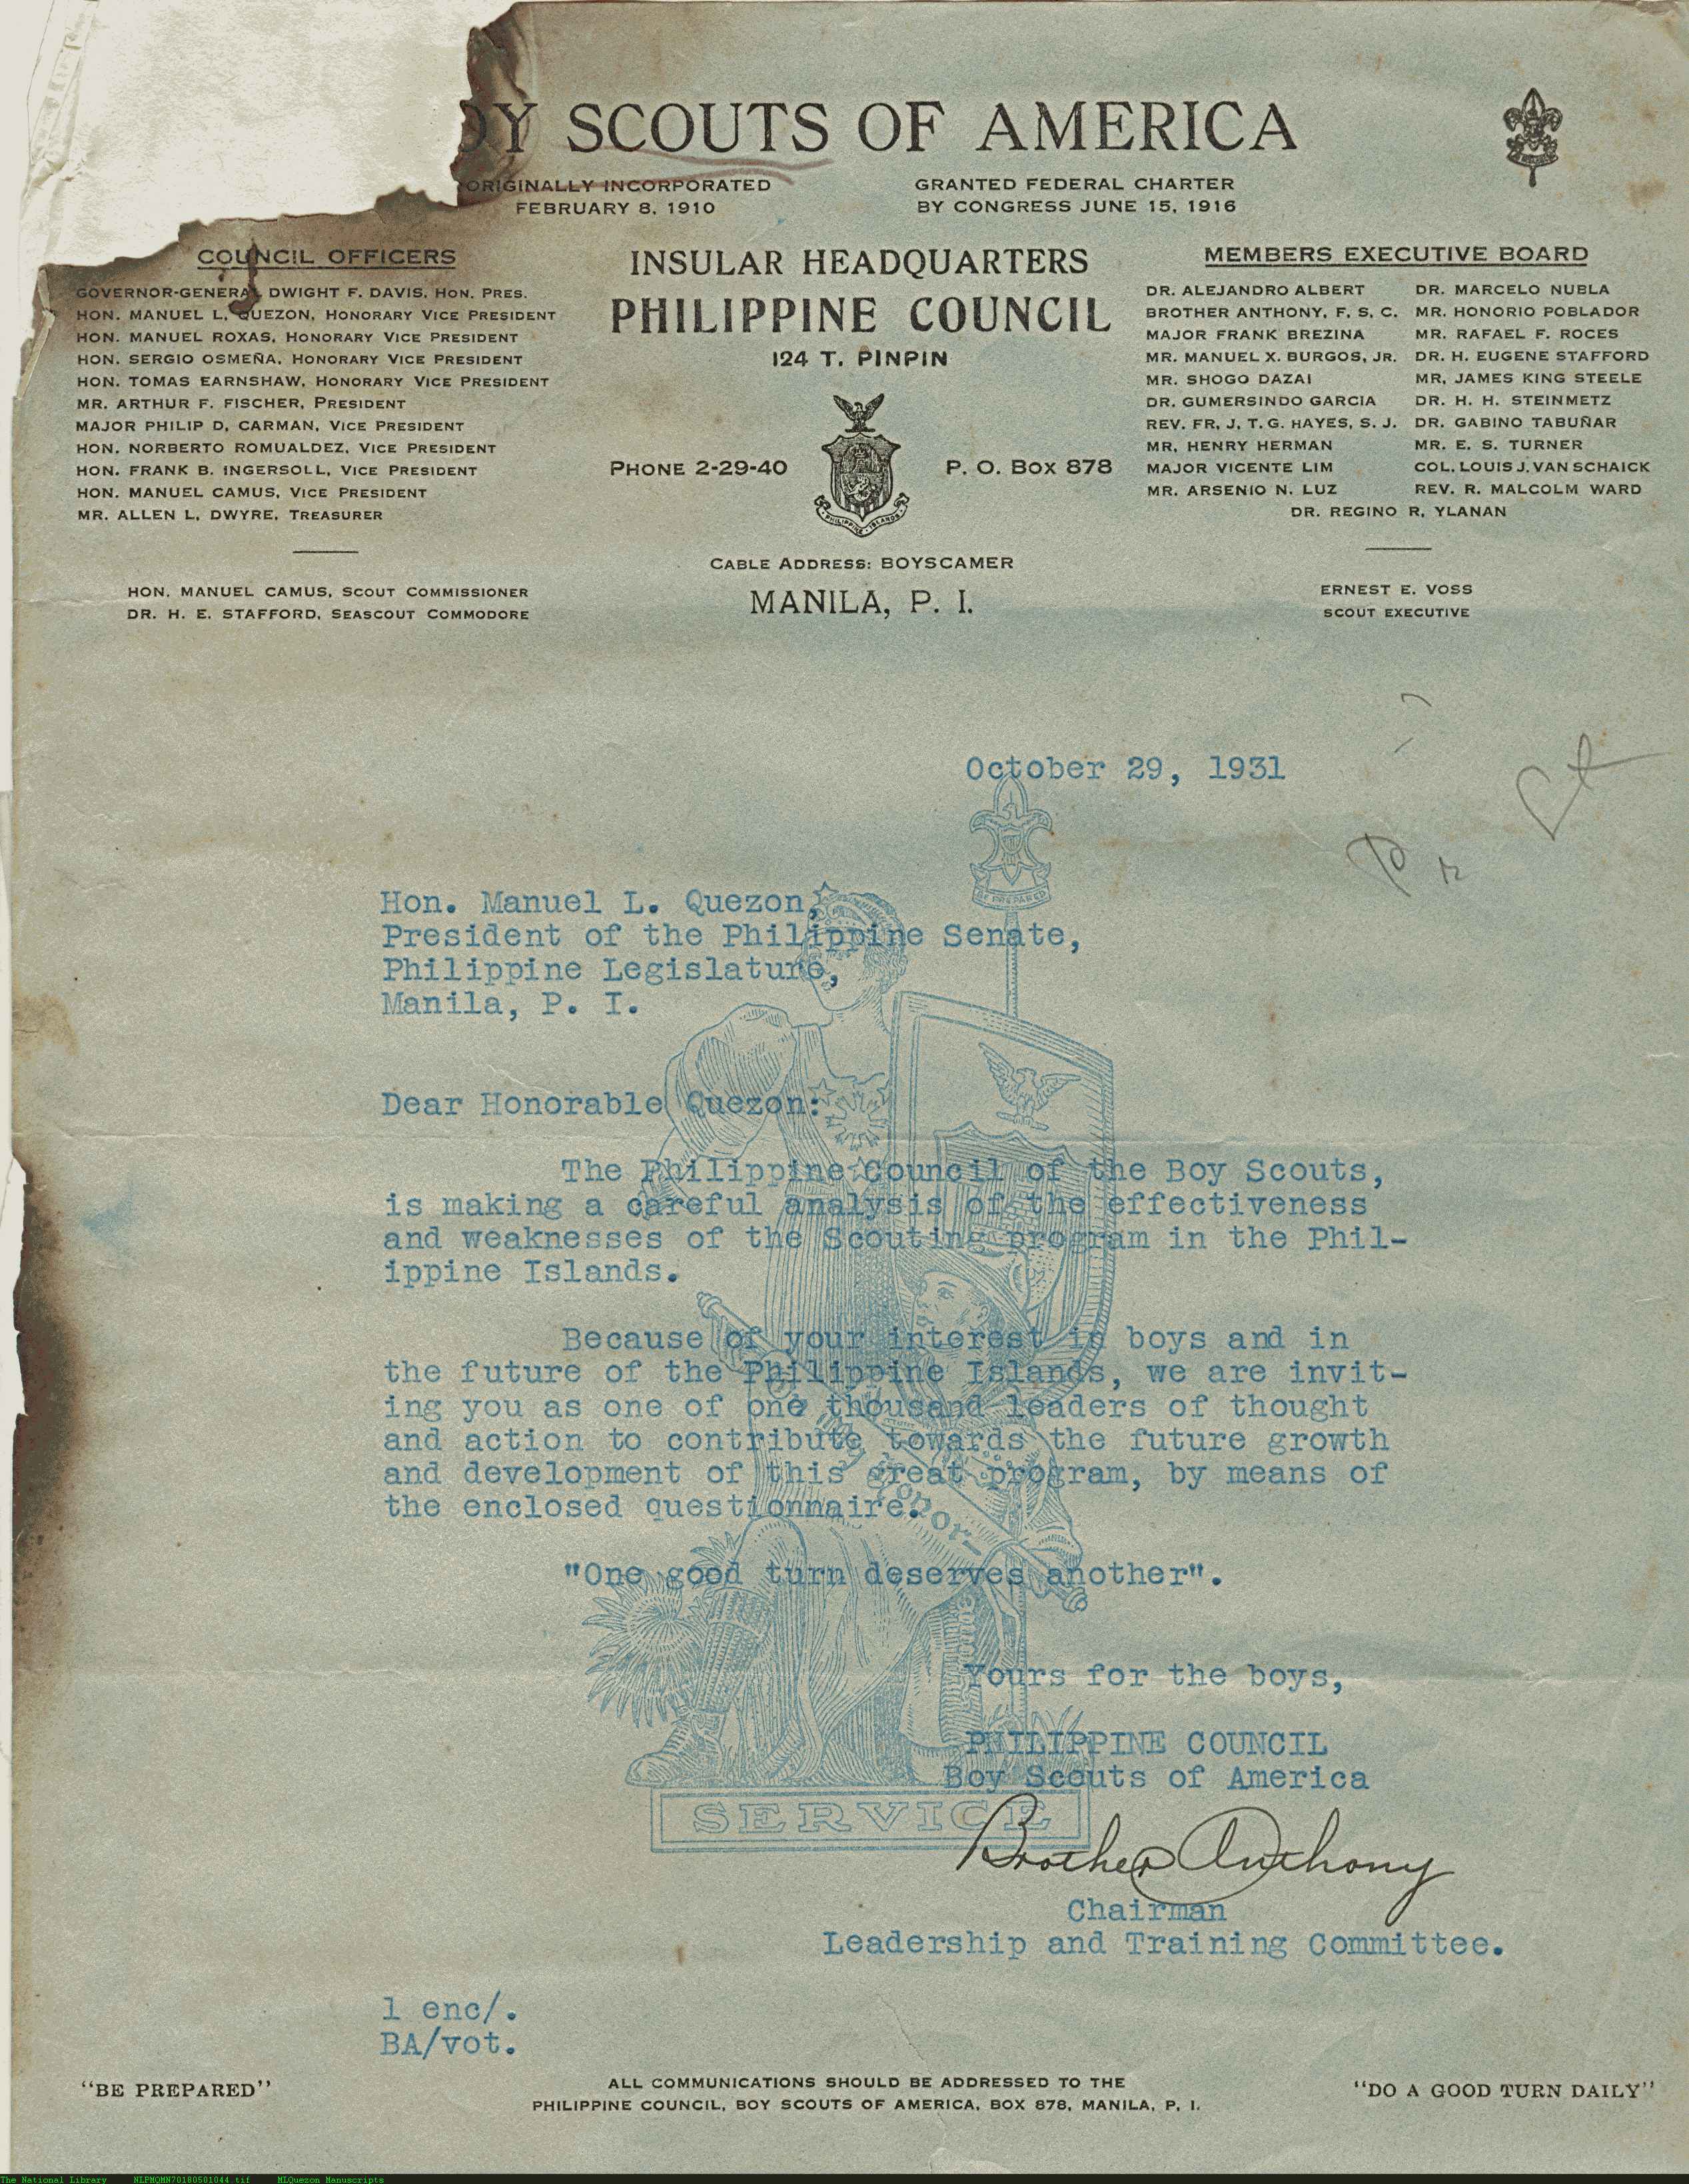 OY SCOUTS OF AMERICA
ORIGINALLY INCORPORATED
FEBRUARY 8, 1910
GRANTED FEDERAL CHARTER
BY CONGRESS JUNE 15, 1916
COUNCIL OFFICERS
GOVERNOR-GENERAL DWIGHT F. DAVIS, HON. PRES.
HON. MANUEL L. QUEZON, HONORARY VICE PRESIDENT
HON. MANUEL ROXAS, HONORARY VICE PRESIDENT
HON. SERGIO OSMEÑA, HONORARY VICE PRESIDENT
HON. TOMAS EARNSHAW, HONORARY VICE PRESIDENT
MR. ARTHUR F. FISCHER, PRESIDENT
MAJOR PHILIP D. CARMAN, VICE PRESIDENT
HON. NORBERTO ROMUALDEZ, VICE PRESIDENT
HON. FRANK B. INGERSOLL, VICE PRESIDENT
HON. MANUEL CAMUS, VICE PRESIDENT
MR. ALLEN L. DWYRE, TREASURER
HON. MANUEL CAMUS, SCOUT COMMISSIONER
DR. H. E. STAFFORD, SEASCOUT COMMODORE
INSULAR HEADQUARTERS
PHILIPPINE COUNCIL
124 T. PINPIN
PHONE 2-29-40
P. O. BOX 878
PHILIPPINE ISLANDS
CABLE ADDRESS: BOYSCAMER
MANILA, P. I.
MEMBERS EXECUTIVE BOARD
DR. ALEJANDRO ALBERT
BROTHER ANTHONY, F. S. C.
MAJOR FRANK BREZINA
MR. MANUEL X. BURGOS, JR.
MR. SHOGO DAZAI
DR. GUMERSINDO GARCIA
REV. FR. J. T. G. HAYES, S. J.
MR. HENRY HERMAN
MAJOR VICENTE LIM
MR. ARSENIO N. LUZ
DR. MARCELO NUBLA
MR. HONORIO POBLADOR
MR. RAFAEL F. ROCES
DR. H. EUGENE STAFFORD
MR. JAMES KING STEELE
DR. H. H. STEINMETZ
DR. GABINO TABUÑAR
MR. E. S. TURNER
COL. LOUIS J. VAN SCHAICK
REV. R. MALCOLM WARD
DR. REGINO R. YLANAN
ERNEST E. VOSS
SCOUT EXECUTIVE
October 29, 1931
BE PREPARED
Hon. Manuel L. Quezon,
President of the Philippine Senate,
Philippine Legislature,
Manila, P. I.
Dear Honorable Quezon:
The Philippine Council of the Boy Scouts,
is making a careful analysis of the effectiveness
and weaknesses of the Scouting program in the Phil-
ippine Islands.
Because of your interest in boys and in
the future of the Philippine Islands, we are invit-
ing you as one of one thousand leaders of thought
and action to contribute towards the future growth
and development of this great program, by means of
the enclosed questionnaire.
"One good turn deserves another".
Yours for the boys,
PHILIPPINE COUNCIL
Boy Scouts of America
SERVICE
Brother Anthony
Chairman
Leadership and Training Committee.
1 enc/.
BA/vot.
"BE PREPARED"
ALL COMMUNICATIONS SHOULD BE ADDRESSED TO THE
PHILIPPINE COUNCIL, BOY SCOUTS OF AMERICA, BOX 878, MANILA, P. I.
"DO A GOOD TURN DAILY"
The National Library NLPMQMN70180501044.tif MLQuezon Manuscripts